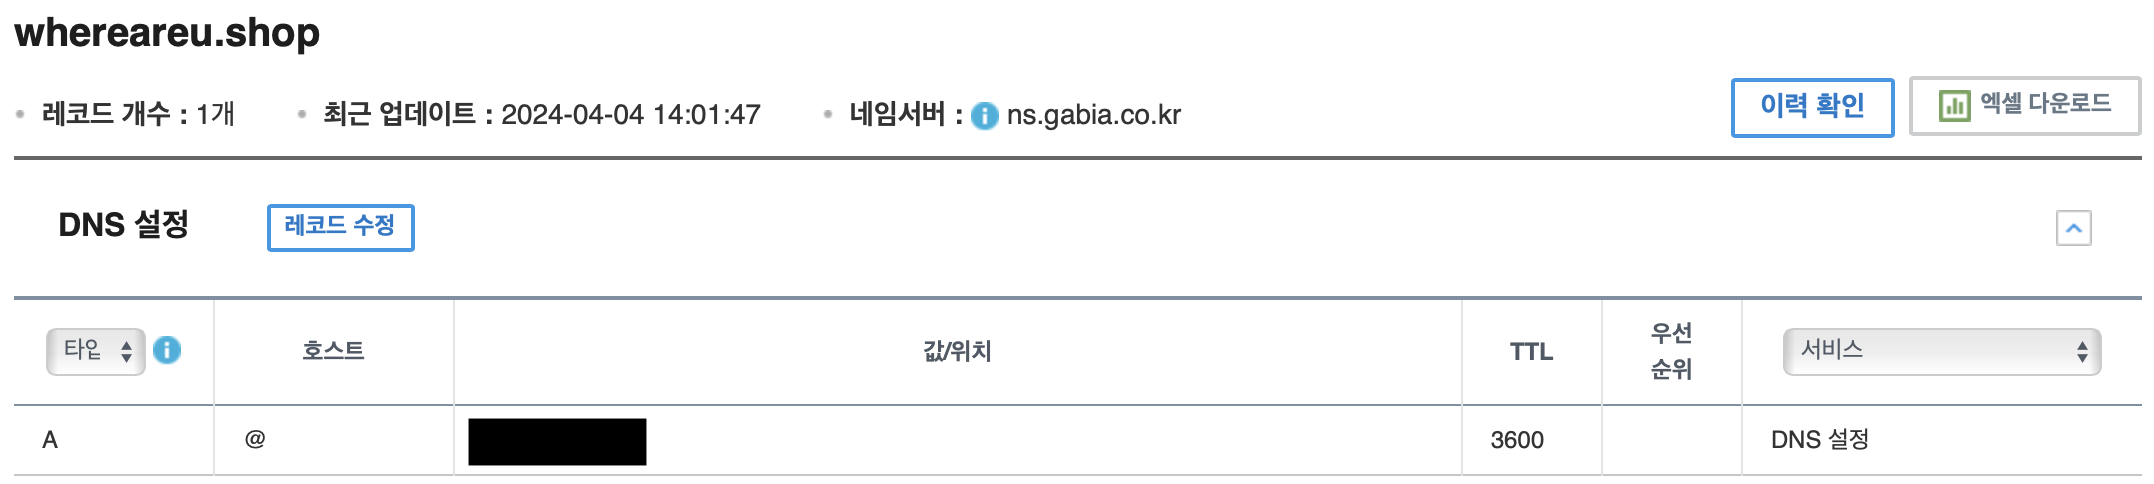 whereareu.shop
레코드 개수 : 1개 최근 업데이트 : 2024-04-04 14:01:47 네임서버 : ns.gabia.co.kr 이력 확인 엑셀 다운로드
DNS 설정 레코드 수정
타입 호스트 값/위치 TTL 우선 순위 서비스
A @ 3600 DNS 설정